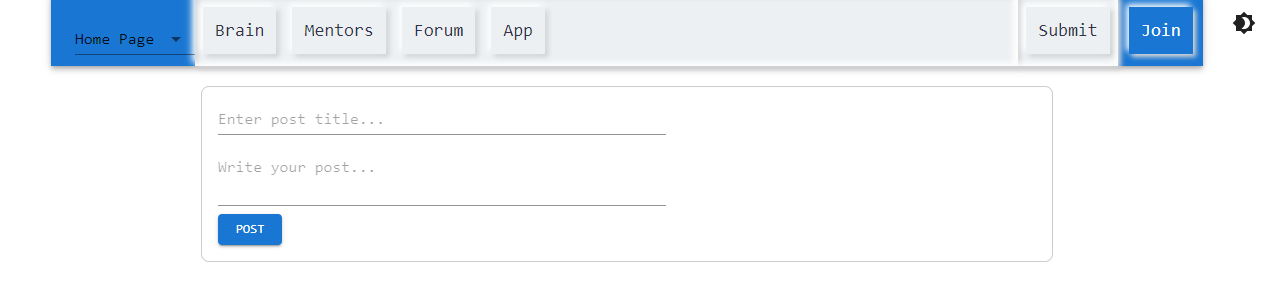 Home Page
Brain
Mentors
Forum
App
Submit
Join
Enter post title...
Write your post...
POST